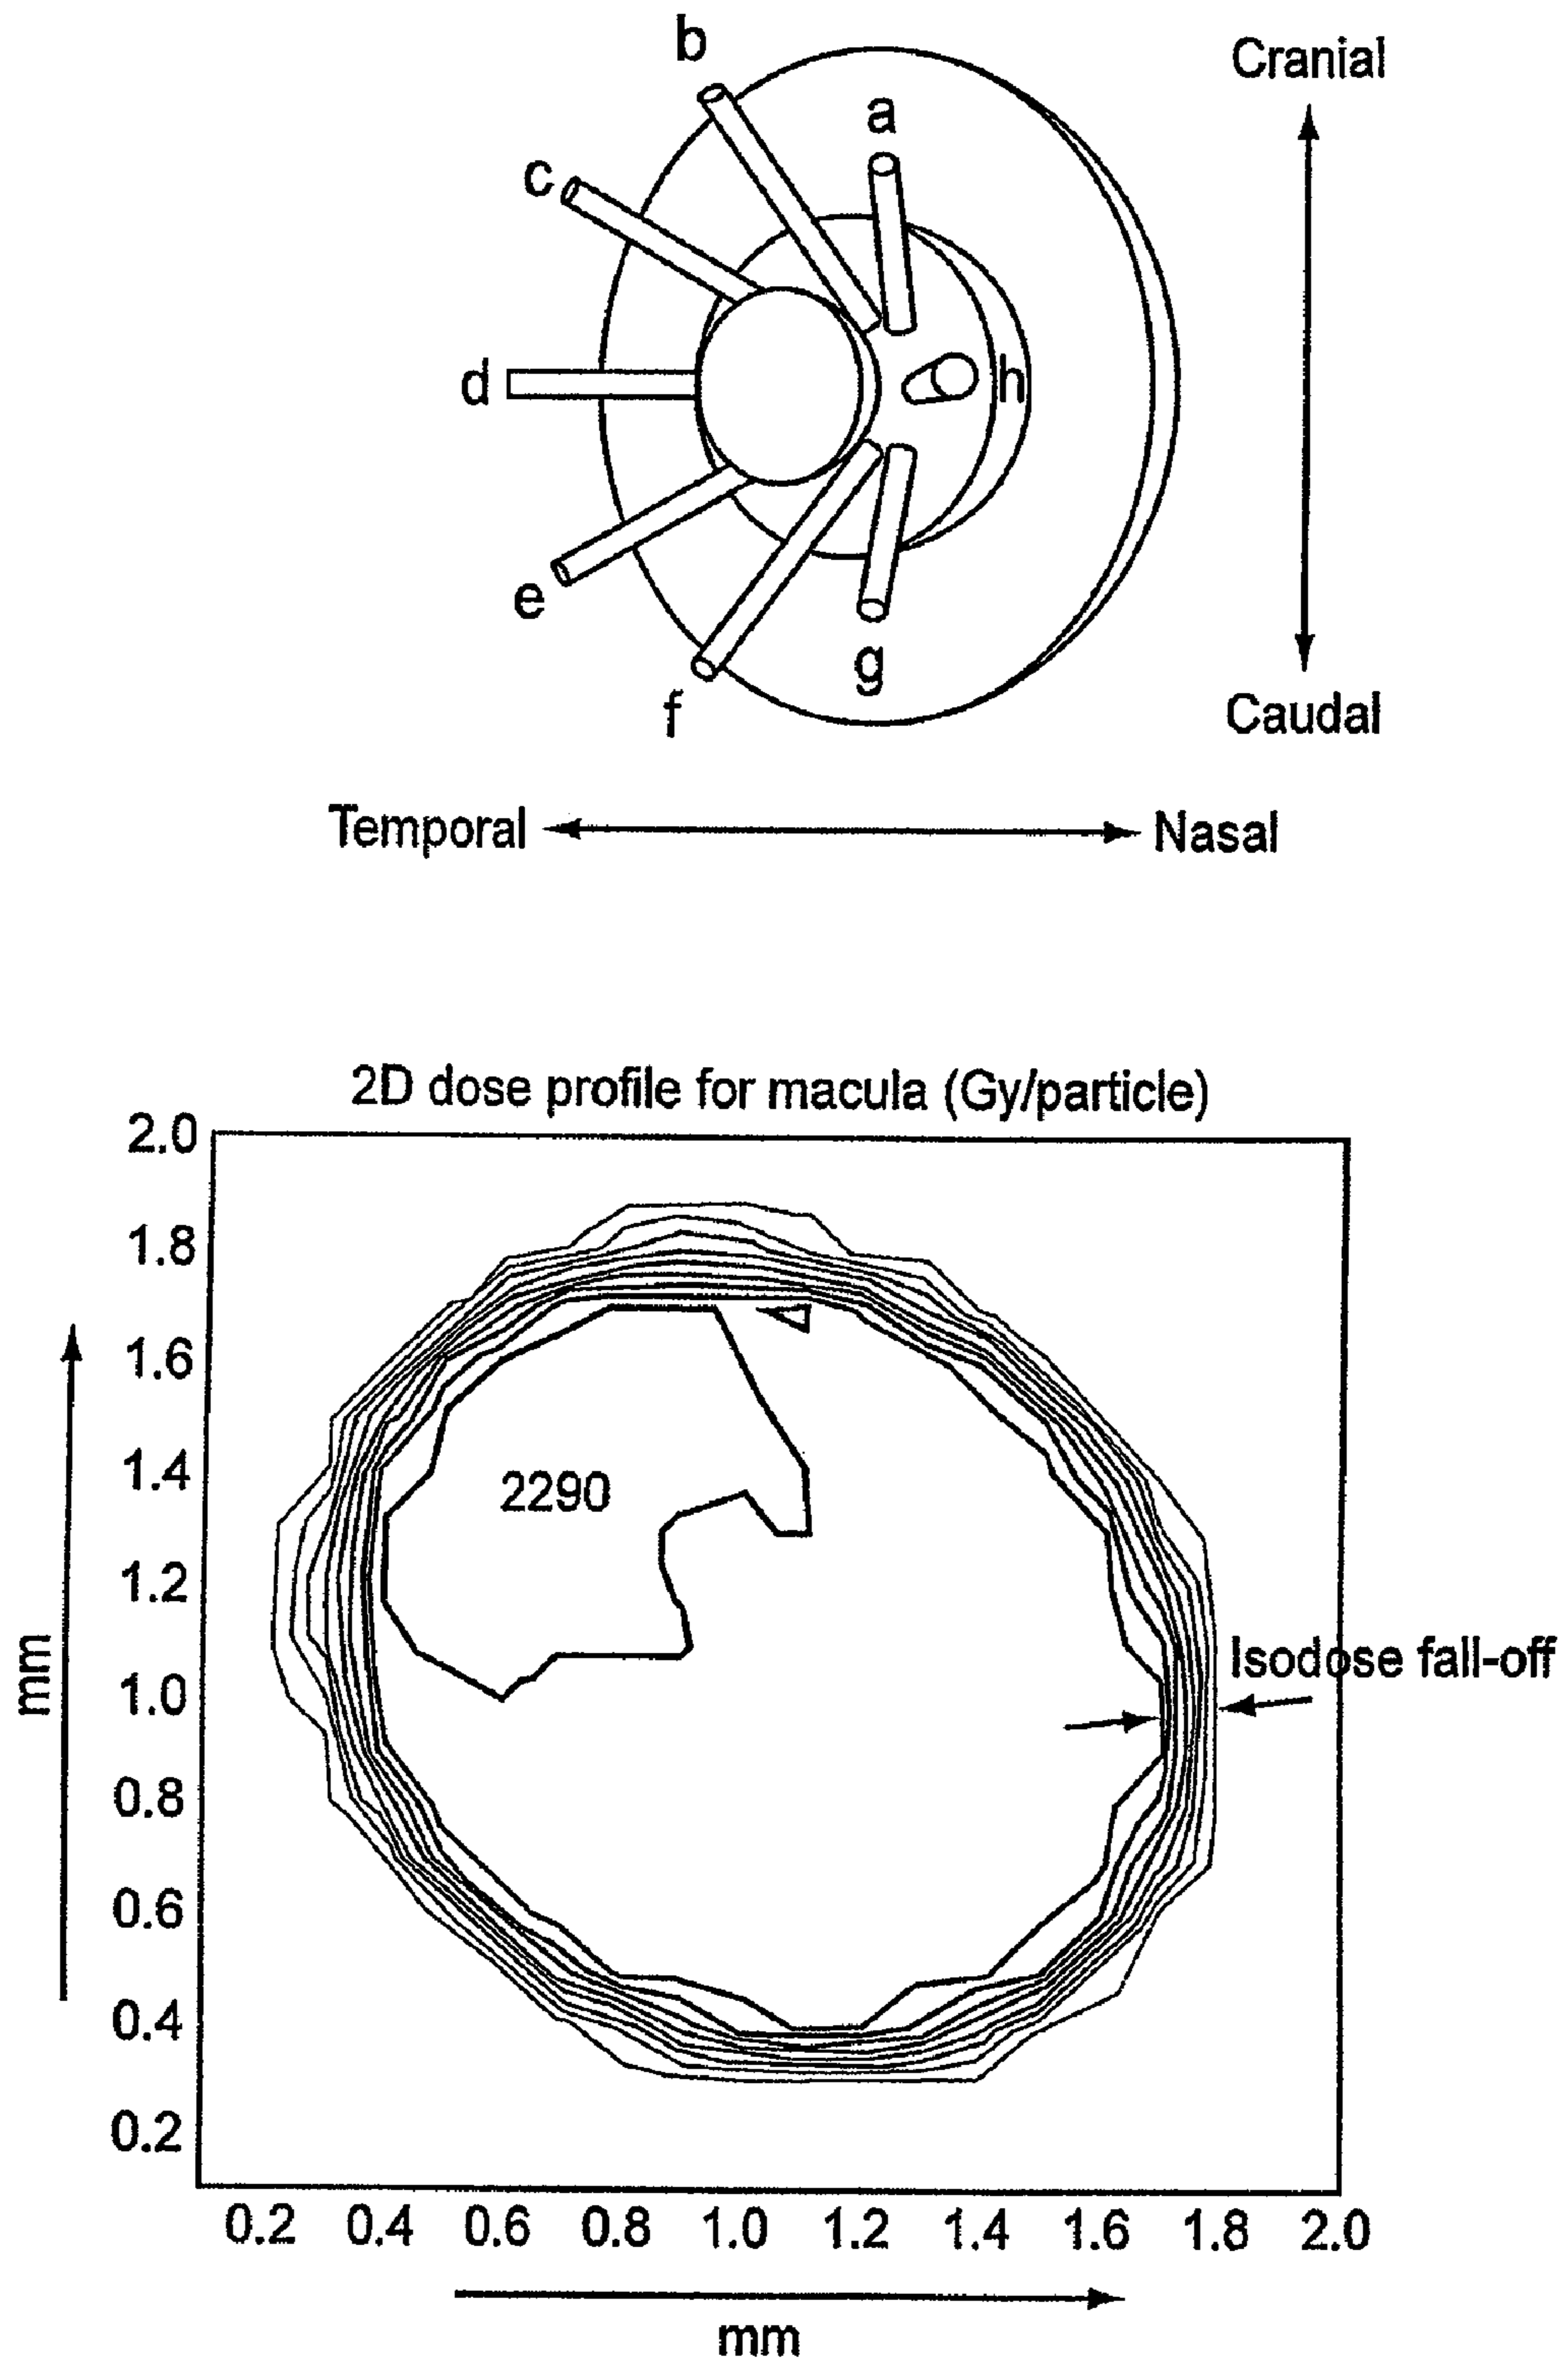 b
Cranial
a
c
d
h
e
g
f
Caudal
Temporal
Nasal
2D dose profile for macula (Gy/particle)
2.0
1.8
1.6
1.4
2290
1.2
Isodose fall-off
1.0
0.8
0.6
0.4
0.2
mm
0.2 0.4 0.6 0.8 1.0 1.2 1.4 1.6 1.8 2.0
mm